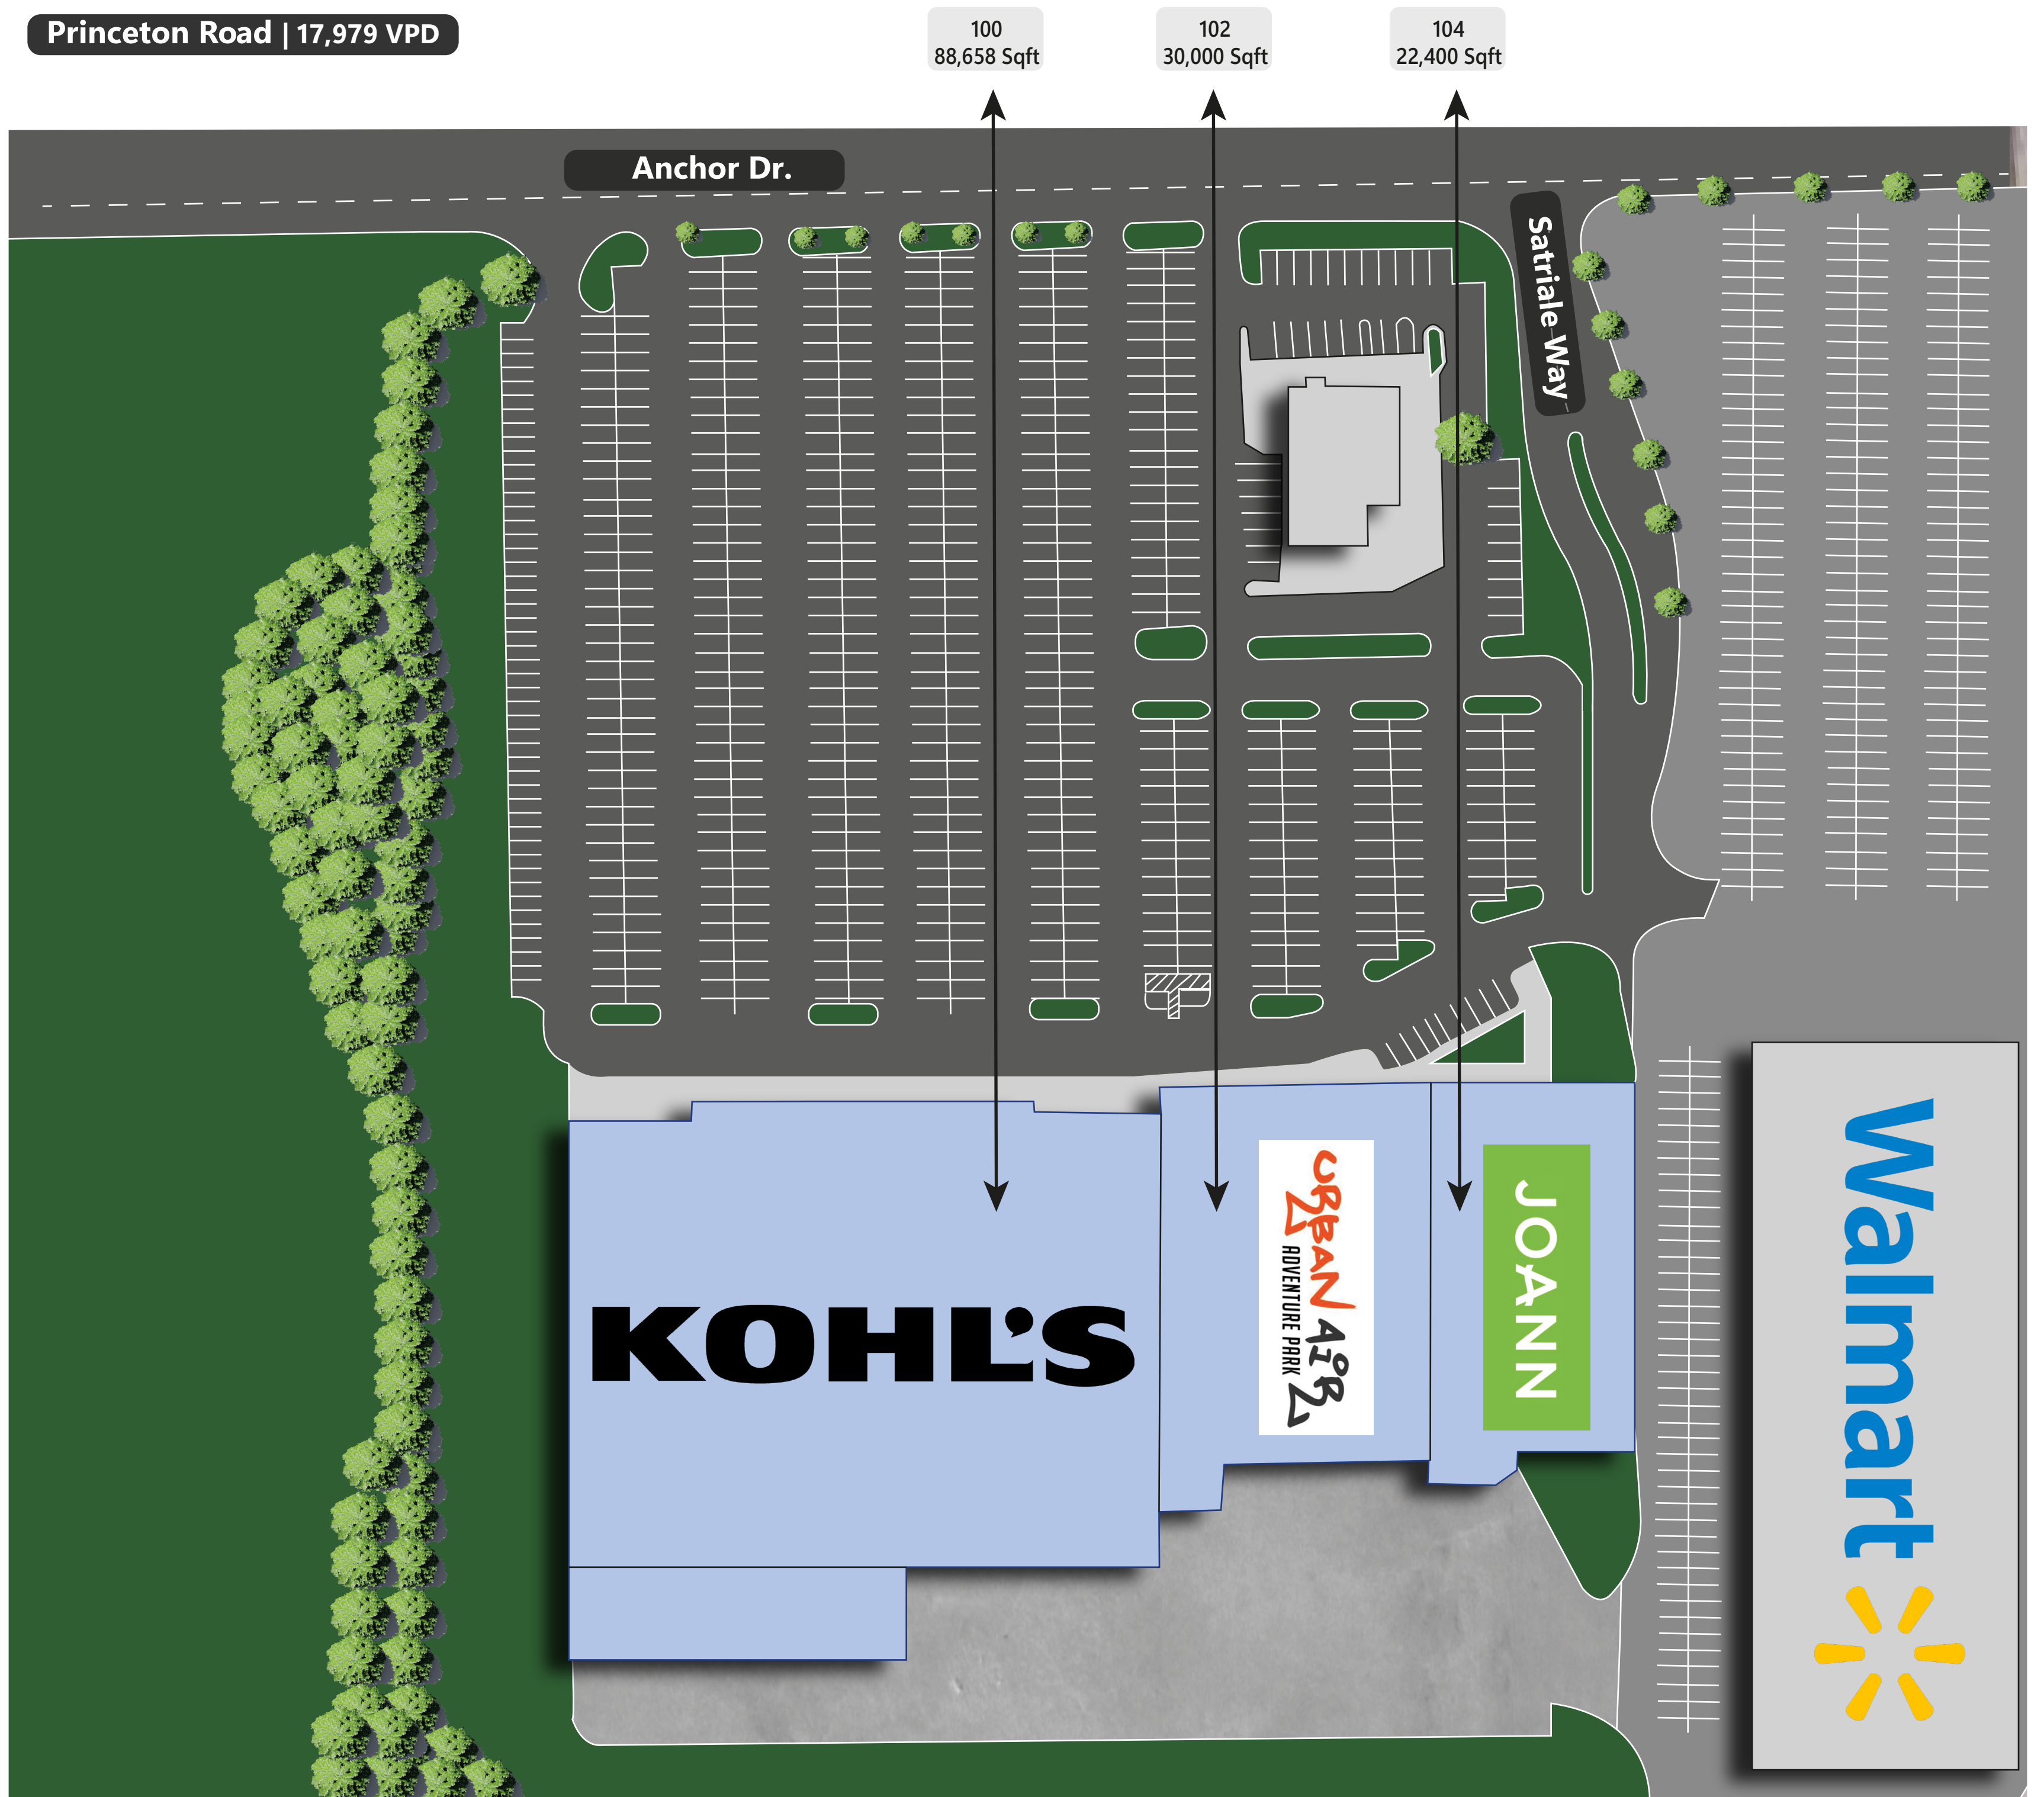 Princeton Road | 17,979 VPD
100
88,658 Sqft
102
30,000 Sqft
104
22,400 Sqft
Anchor Dr.
Satriale Way
KOHL'S
URBAN AIR
ADVENTURE PARK
JOANN
Wallmart